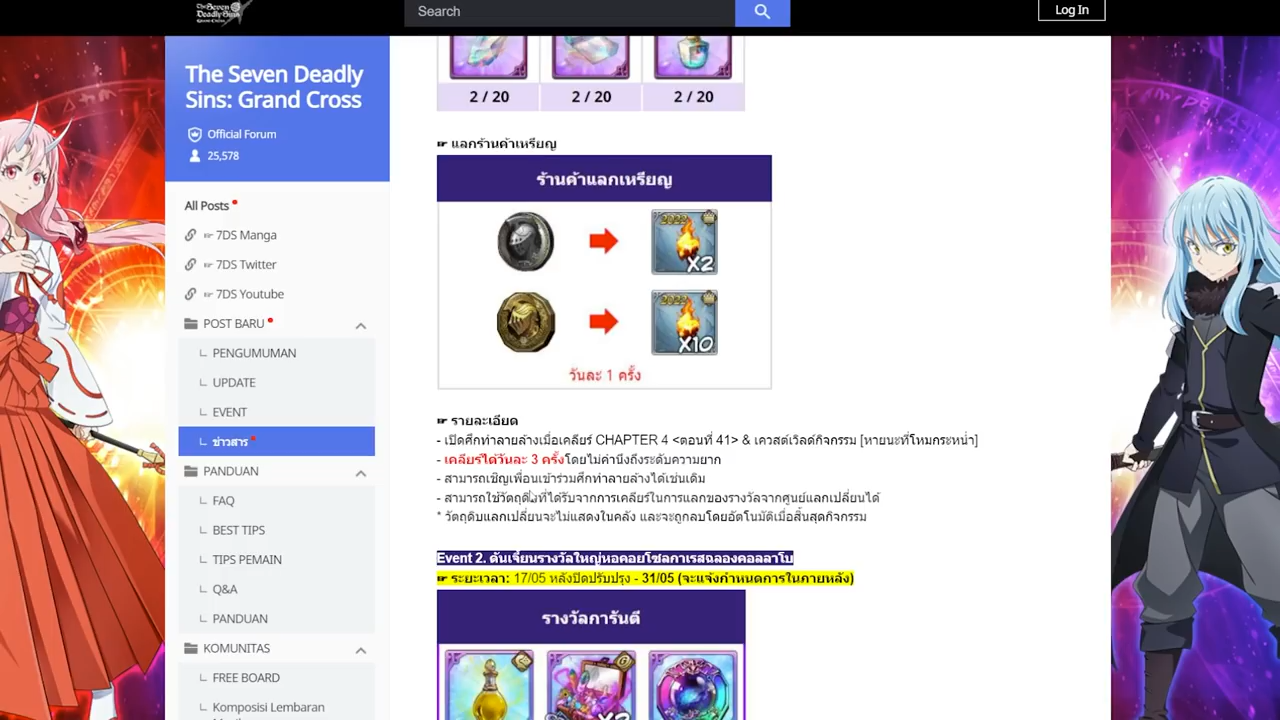 The Seven
Deadly Sins
Grand Cross
Search
Log In
The Seven Deadly
Sins: Grand Cross
Official Forum
25,578
All Posts
☞ 7DS Manga
☞ 7DS Twitter
☞ 7DS Youtube
POST BARU
PENGUMUMAN
UPDATE
EVENT
ข่าวสาร
PANDUAN
FAQ
BEST TIPS
TIPS PEMAIN
Q&A
PANDUAN
KOMUNITAS
FREE BOARD
Komposisi Lembaran
2 / 20
2 / 20
2 / 20
☞ แลกร้านค้าเหรียญ
ร้านค้าแลกเหรียญ
2022
X2
2022
X10
วันละ 1 ครั้ง
☞ รายละเอียด
- เปิดศึกทำลายล้างเมื่อเคลียร์ CHAPTER 4 <ตอนที่ 41> & เควสต์เวิลด์กิจกรรม [หายนะที่โหมกระหน่ำ]
- เคลียร์ได้วันละ 3 ครั้งโดยไม่คำนึงถึงระดับความยาก
- สามารถเชิญเพื่อนเข้าร่วมศึกทำลายล้างได้เช่นเดิม
- สามารถใช้วัตถุดิบที่ได้รับจากการเคลียร์ในการแลกของรางวัลจากศูนย์แลกเปลี่ยนได้
* วัตถุดิบแลกเปลี่ยนจะไม่แสดงในคลัง และจะถูกลบโดยอัตโนมัติเมื่อสิ้นสุดกิจกรรม
Event 2. ดันเจี้ยนรางวัลใหญ่หอคอยโซลกาเรสฉลองคอลลาโบ
☞ ระยะเวลา: 17/05 หลังปิดปรับปรุง - 31/05 (จะแจ้งกำหนดการในภายหลัง)
รางวัลการันตี